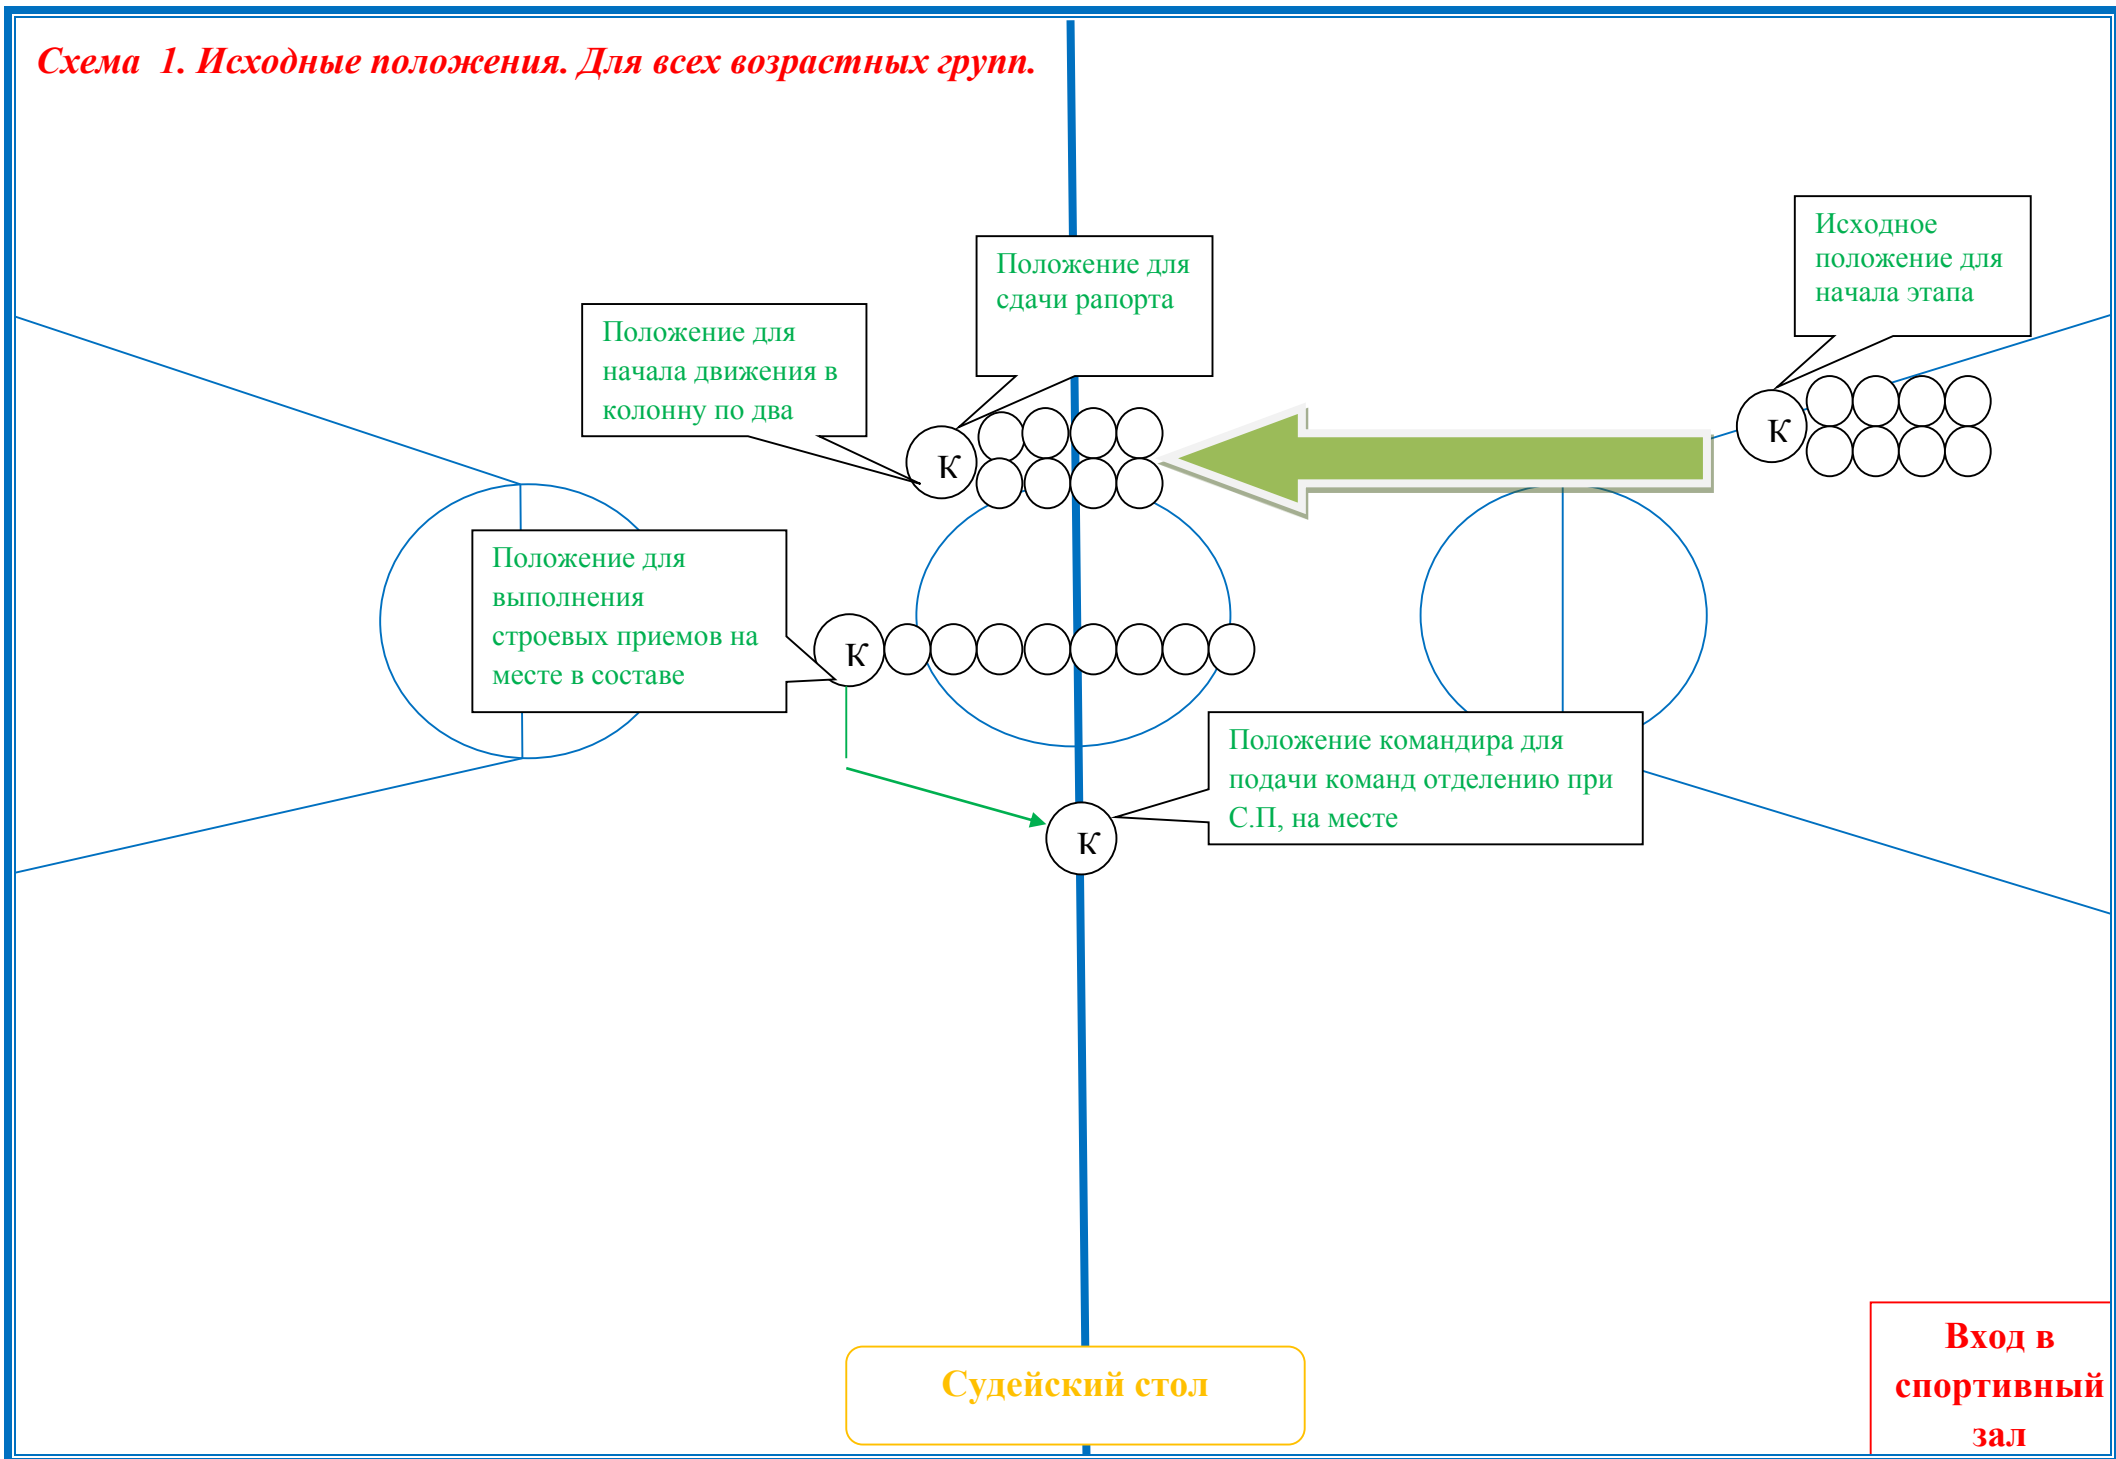 Схема  1. Исходные положения. Для всех возрастных групп.
Исходное
положение для
начала этапа
Положение для
сдачи рапорта
Положение для
начала движения в
колонну по два
К
К
Положение для
выполнения
строевых приемов на
месте в составе
К
Положение командира для
подачи команд отделению при
С.П, на месте
К
Судейский стол
Вход в
спортивный
зал